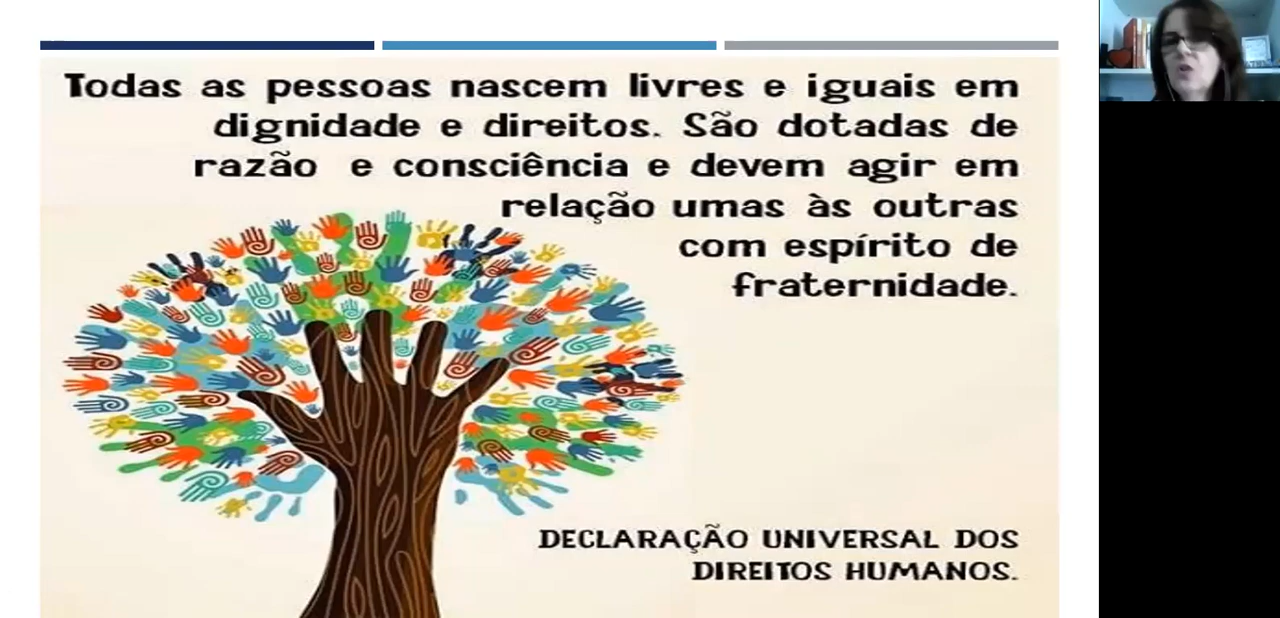 Todas as pessoas nascem livres e iguais em
dignidade e direitos. São dotadas de
razão e consciência e devem agir em
relação umas às outras
com espírito de
fraternidade.
DECLARAÇÃO UNIVERSAL DOS
DIREITOS HUMANOS.